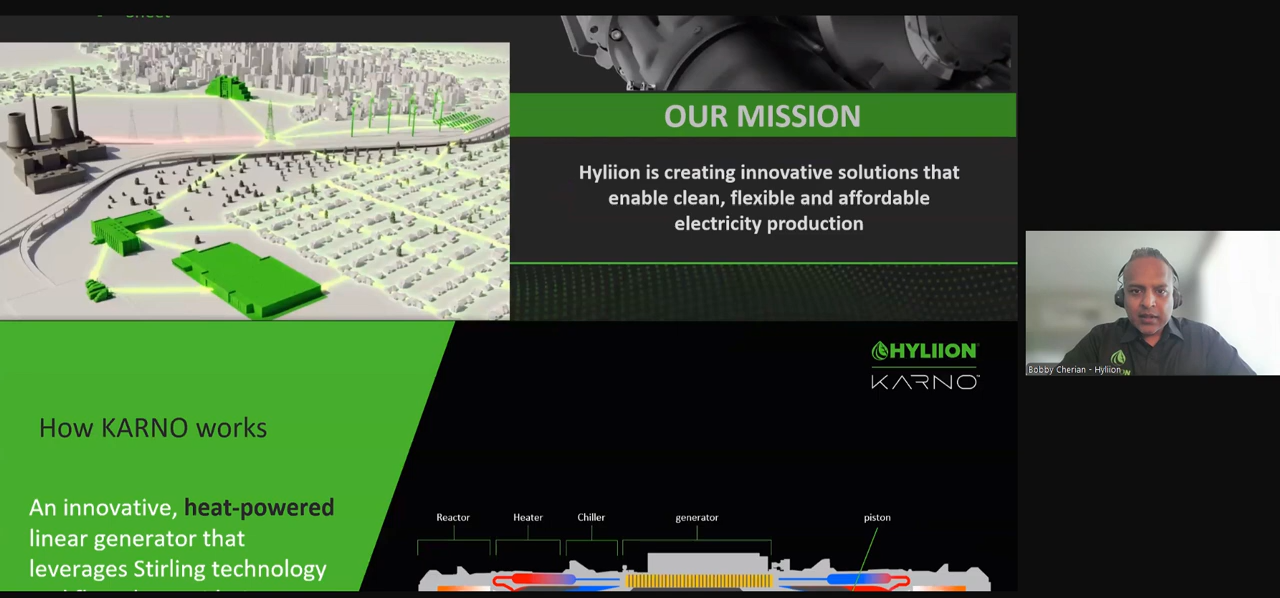 OUR MISSION
Hyliion is creating innovative solutions that
enable clean, flexible and affordable
electricity production
Bobby Cherian - Hyliion
HYLIION
KARNO™
How KARNO works
An innovative, heat-powered
linear generator that
leverages Stirling technology
Reactor
Heater
Chiller
generator
piston